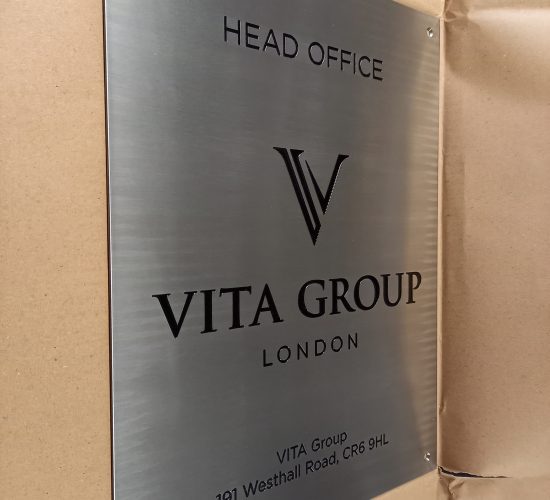 HEAD OFFICE
VITA GROUP
LONDON
VITA Group
191 Westhall Road, CR6 9HL